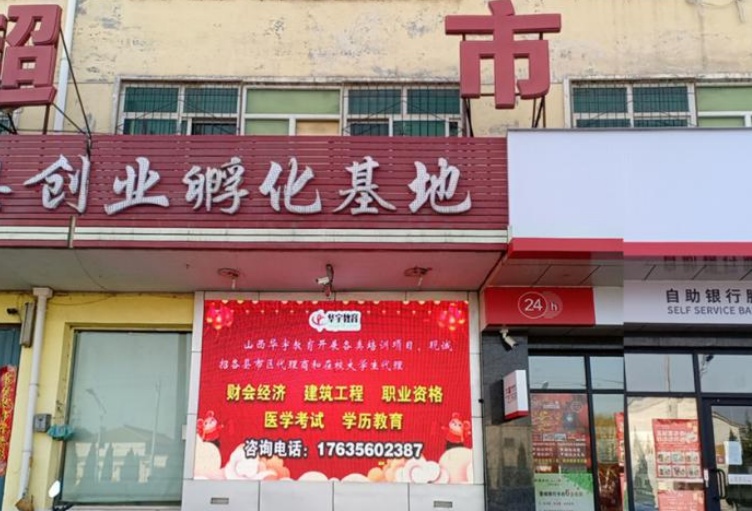 超 市
创业孵化基地
华宇教育
山西华宇教育开展各类培训项目，现诚
招各县市区代理商和在校大学生代理
财会经济 建筑工程 职业资格
医学考试 学历教育
咨询电话：17635602387
24h
自助银行服
SELF SERVICE BA